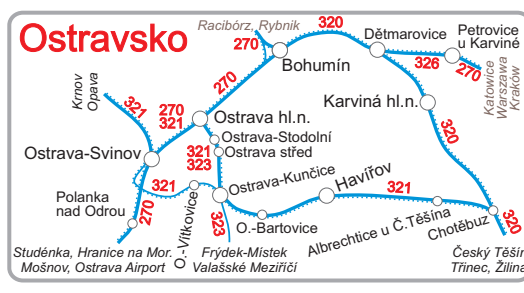 Ostravsko
Racibórz, Rybnik
320
270
Dětmarovice
Petrovice
u Karviné
Bohumín
326
270
Katowice
Warszawa
Kraków
Krnov
Opava
321
270
270
321
Ostrava hl.n.
Karviná hl.n.
320
Ostrava-Stodolní
321
323
Ostrava střed
Ostrava-Svinov
321
Ostrava-Kunčice
Havířov
321
Polanka
nad Odrou
270
O.-Vítkovice
323
O.-Bartovice
Albrechtice u Č.Těšína
Chotěbuz
320
Studénka, Hranice na Mor.
Mošnov, Ostrava Airport
Frýdek-Místek
Valašské Meziříčí
Český Těšín
Třinec, Žilina